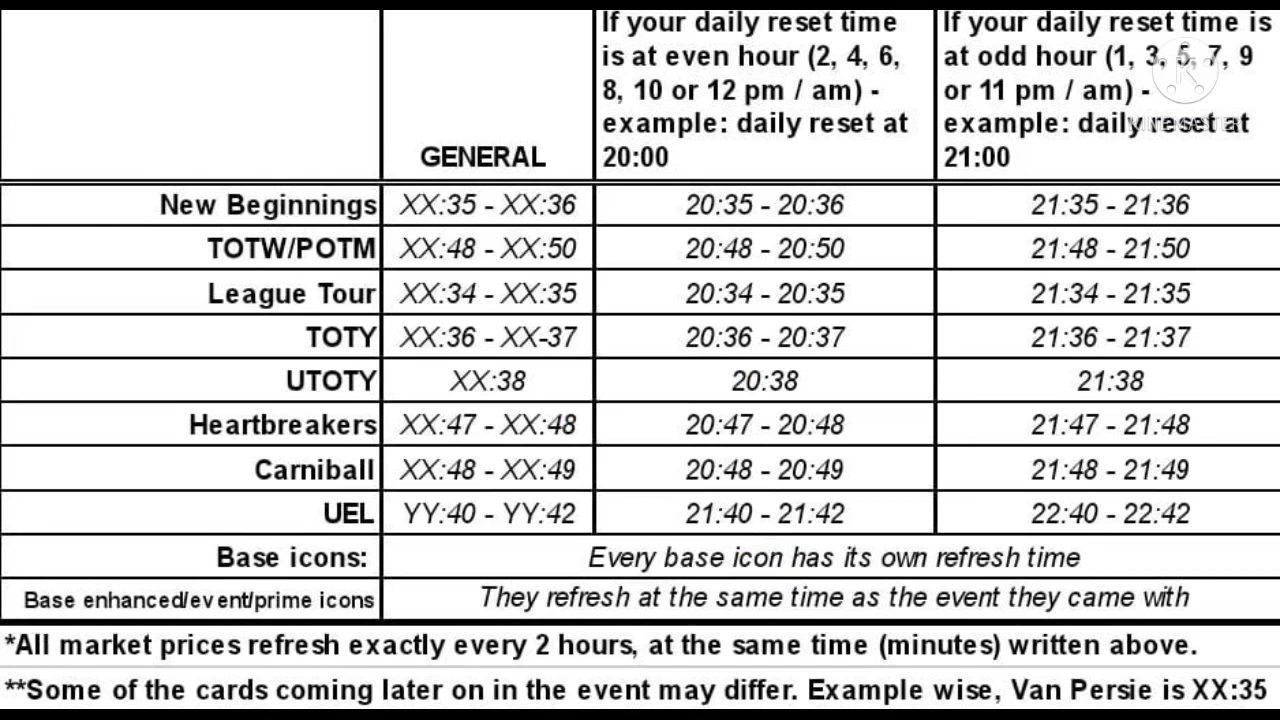 If your daily reset time is at even hour (2, 4, 6, 8, 10 or 12 pm / am) - example: daily reset at 20:00
If your daily reset time is at odd hour (1, 3, 5, 7, 9 or 11 pm / am) - example: daily reset at 21:00
GENERAL
KINEMASTER
New Beginnings XX:35 - XX:36 20:35 - 20:36 21:35 - 21:36
TOTW/POTM XX:48 - XX:50 20:48 - 20:50 21:48 - 21:50
League Tour XX:34 - XX:35 20:34 - 20:35 21:34 - 21:35
TOTY XX:36 - XX-37 20:36 - 20:37 21:36 - 21:37
UTOTY XX:38 20:38 21:38
Heartbreakers XX:47 - XX:48 20:47 - 20:48 21:47 - 21:48
Carniball XX:48 - XX:49 20:48 - 20:49 21:48 - 21:49
UEL YY:40 - YY:42 21:40 - 21:42 22:40 - 22:42
Base icons: Every base icon has its own refresh time
Base enhanced/event/prime icons They refresh at the same time as the event they came with
*All market prices refresh exactly every 2 hours, at the same time (minutes) written above.
**Some of the cards coming later on in the event may differ. Example wise, Van Persie is XX:35